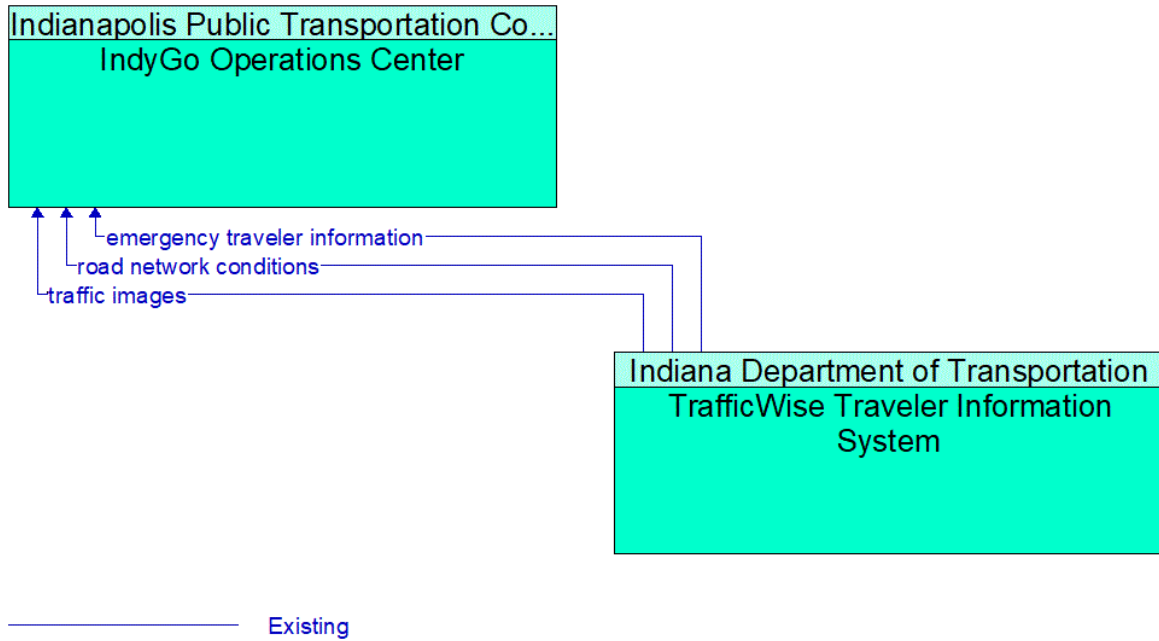 Indianapolis Public Transportation Co...
IndyGo Operations Center
emergency traveler information
road network conditions
traffic images
Indiana Department of Transportation
TrafficWise Traveler Information
System
Existing